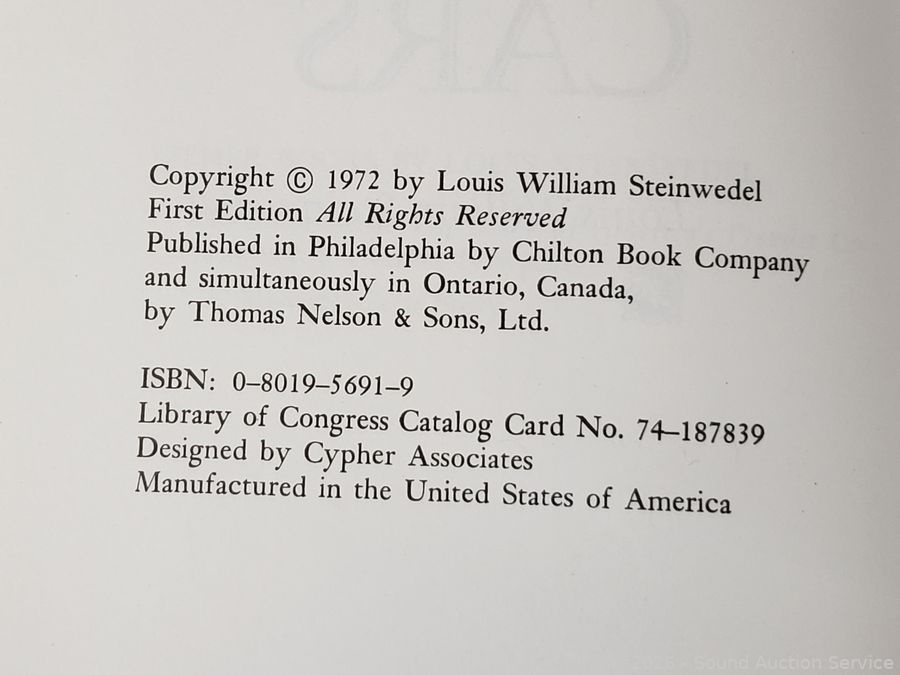 Copyright © 1972 by Louis William Steinwedel
First Edition All Rights Reserved
Published in Philadelphia by Chilton Book Company
and simultaneously in Ontario, Canada,
by Thomas Nelson & Sons, Ltd.
ISBN: 0–8019–5691–9
Library of Congress Catalog Card No. 74–187839
Designed by Cypher Associates
Manufactured in the United States of America
2026 - Sound Auction Service